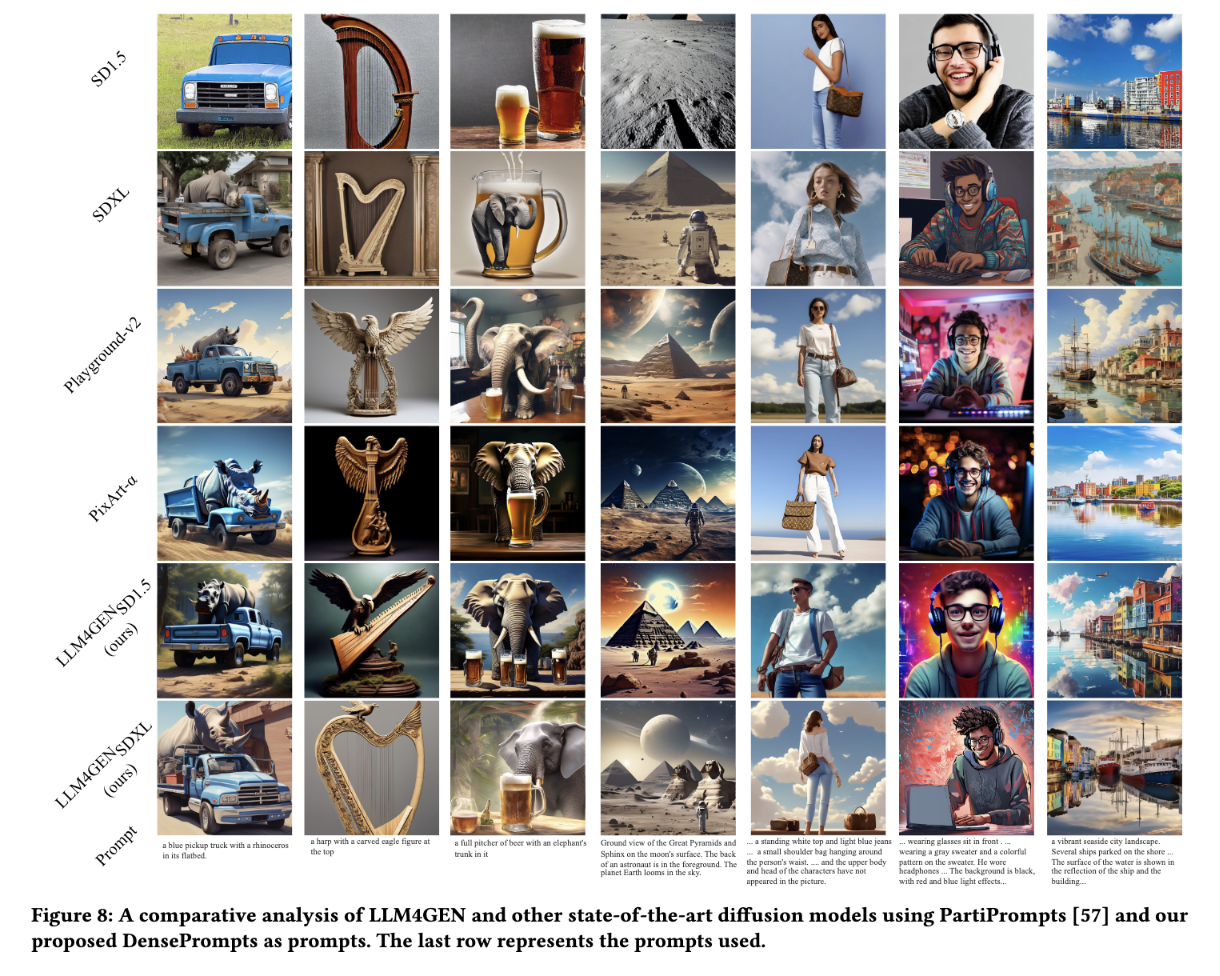 SD1.5
SDXL
Playground-v2
PixArt-α
LLM4GENSD1.5
(ours)
LLM4GENSDXL
(ours)
Prompt
a blue pickup truck with a rhinoceros
in its flatbed.
a harp with a carved eagle figure at
the top
a full pitcher of beer with an elephant's
trunk in it
Ground view of the Great Pyramids and
Sphinx on the moon's surface. The back
of an astronaut is in the foreground. The
planet Earth looms in the sky.
... a standing white top and light blue jeans
... a small shoulder bag hanging around
the person's waist. .... and the upper body
and head of the characters have not
appeared in the picture.
... wearing glasses sit in front . ...
wearing a gray sweater and a colorful
pattern on the sweater. He wore
headphones ... The background is black,
with red and blue light effects...
a vibrant seaside city landscape.
Several ships parked on the shore ...
The surface of the water is shown in
the reflection of the ship and the
building...
Figure 8: A comparative analysis of LLM4GEN and other state-of-the-art diffusion models using PartiPrompts [57] and our
proposed DensePrompts as prompts. The last row represents the prompts used.